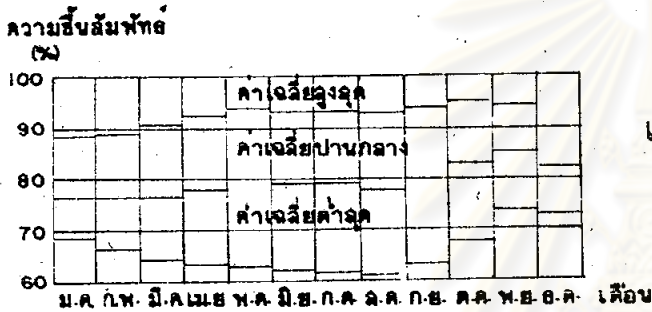 ความชื้นสัมพัทธ์
(%)
100
ค่าเฉลี่ยสูงสุด
90
ค่าเฉลี่ยปานกลาง
80
ค่าเฉลี่ยต่ำสุด
70
60
ม.ค. ก.พ. มี.ค เมย พ.ค. มิ.ย. ก.ค. ส.ค. ก.ย. ต.ค. พ.ย. ธ.ค. เดือน